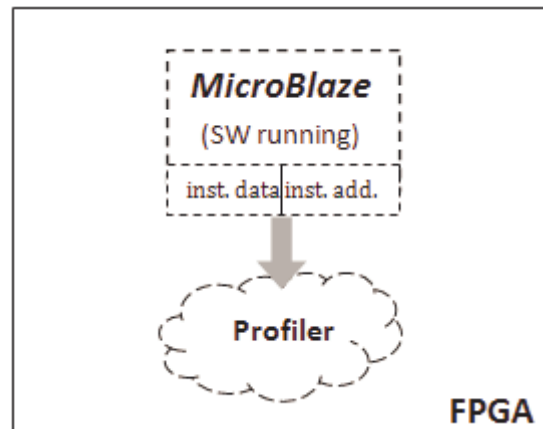 MicroBlaze
(SW running)
inst. data inst. add.
Profiler
FPGA